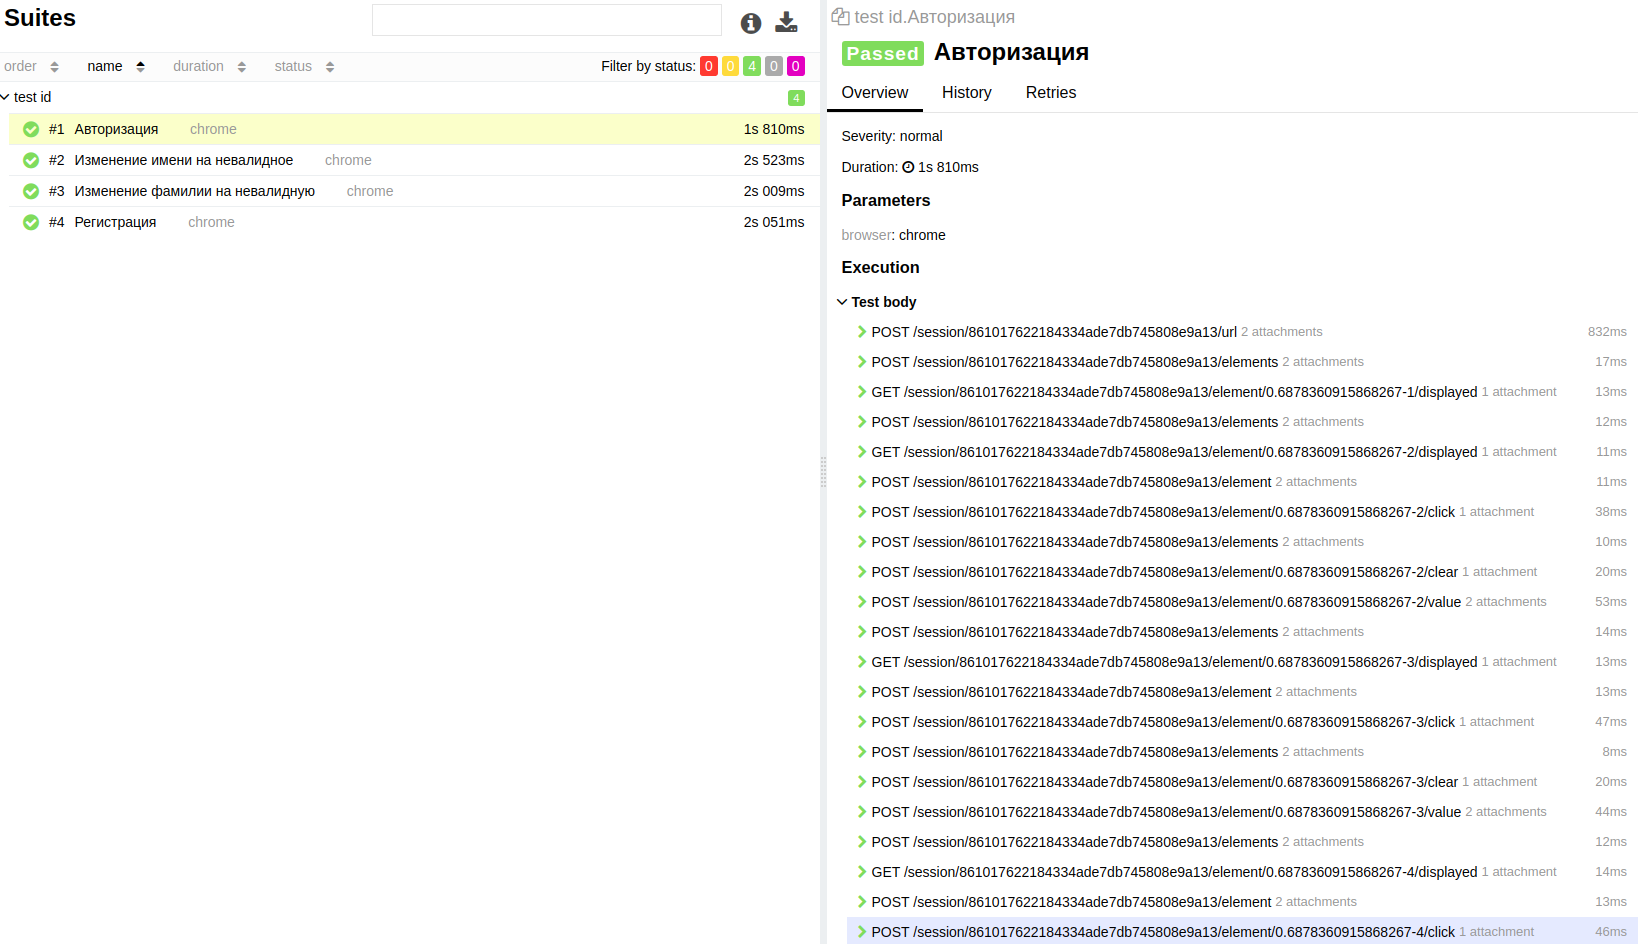 Suites
order name duration status Filter by status: 0 0 4 0 0
test id 4
#1 Авторизация chrome 1s 810ms
#2 Изменение имени на невалидное chrome 2s 523ms
#3 Изменение фамилии на невалидную chrome 2s 009ms
#4 Регистрация chrome 2s 051ms
test id.Авторизация
Passed Авторизация
Overview History Retries
Severity: normal
Duration: 1s 810ms
Parameters
browser: chrome
Execution
Test body
POST /session/861017622184334ade7db745808e9a13/url 2 attachments 832ms
POST /session/861017622184334ade7db745808e9a13/elements 2 attachments 17ms
GET /session/861017622184334ade7db745808e9a13/element/0.6878360915868267-1/displayed 1 attachment 13ms
POST /session/861017622184334ade7db745808e9a13/elements 2 attachments 12ms
GET /session/861017622184334ade7db745808e9a13/element/0.6878360915868267-2/displayed 1 attachment 11ms
POST /session/861017622184334ade7db745808e9a13/element 2 attachments 11ms
POST /session/861017622184334ade7db745808e9a13/element/0.6878360915868267-2/click 1 attachment 38ms
POST /session/861017622184334ade7db745808e9a13/elements 2 attachments 10ms
POST /session/861017622184334ade7db745808e9a13/element/0.6878360915868267-2/clear 1 attachment 20ms
POST /session/861017622184334ade7db745808e9a13/element/0.6878360915868267-2/value 2 attachments 53ms
POST /session/861017622184334ade7db745808e9a13/elements 2 attachments 14ms
GET /session/861017622184334ade7db745808e9a13/element/0.6878360915868267-3/displayed 1 attachment 13ms
POST /session/861017622184334ade7db745808e9a13/element 2 attachments 13ms
POST /session/861017622184334ade7db745808e9a13/element/0.6878360915868267-3/click 1 attachment 47ms
POST /session/861017622184334ade7db745808e9a13/elements 2 attachments 8ms
POST /session/861017622184334ade7db745808e9a13/element/0.6878360915868267-3/clear 1 attachment 20ms
POST /session/861017622184334ade7db745808e9a13/element/0.6878360915868267-3/value 2 attachments 44ms
POST /session/861017622184334ade7db745808e9a13/elements 2 attachments 12ms
GET /session/861017622184334ade7db745808e9a13/element/0.6878360915868267-4/displayed 1 attachment 14ms
POST /session/861017622184334ade7db745808e9a13/element 2 attachments 13ms
POST /session/861017622184334ade7db745808e9a13/element/0.6878360915868267-4/click 1 attachment 46ms